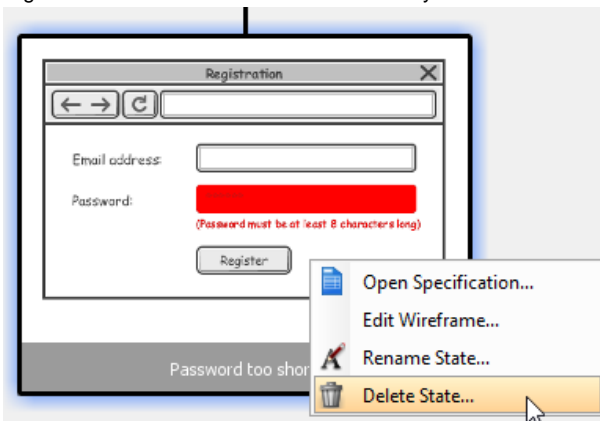 Registration
Email address:
Password:
(Password must be at least 8 characters long)
Register
Open Specification...
Edit Wireframe...
Rename State...
Delete State...
Password too shor